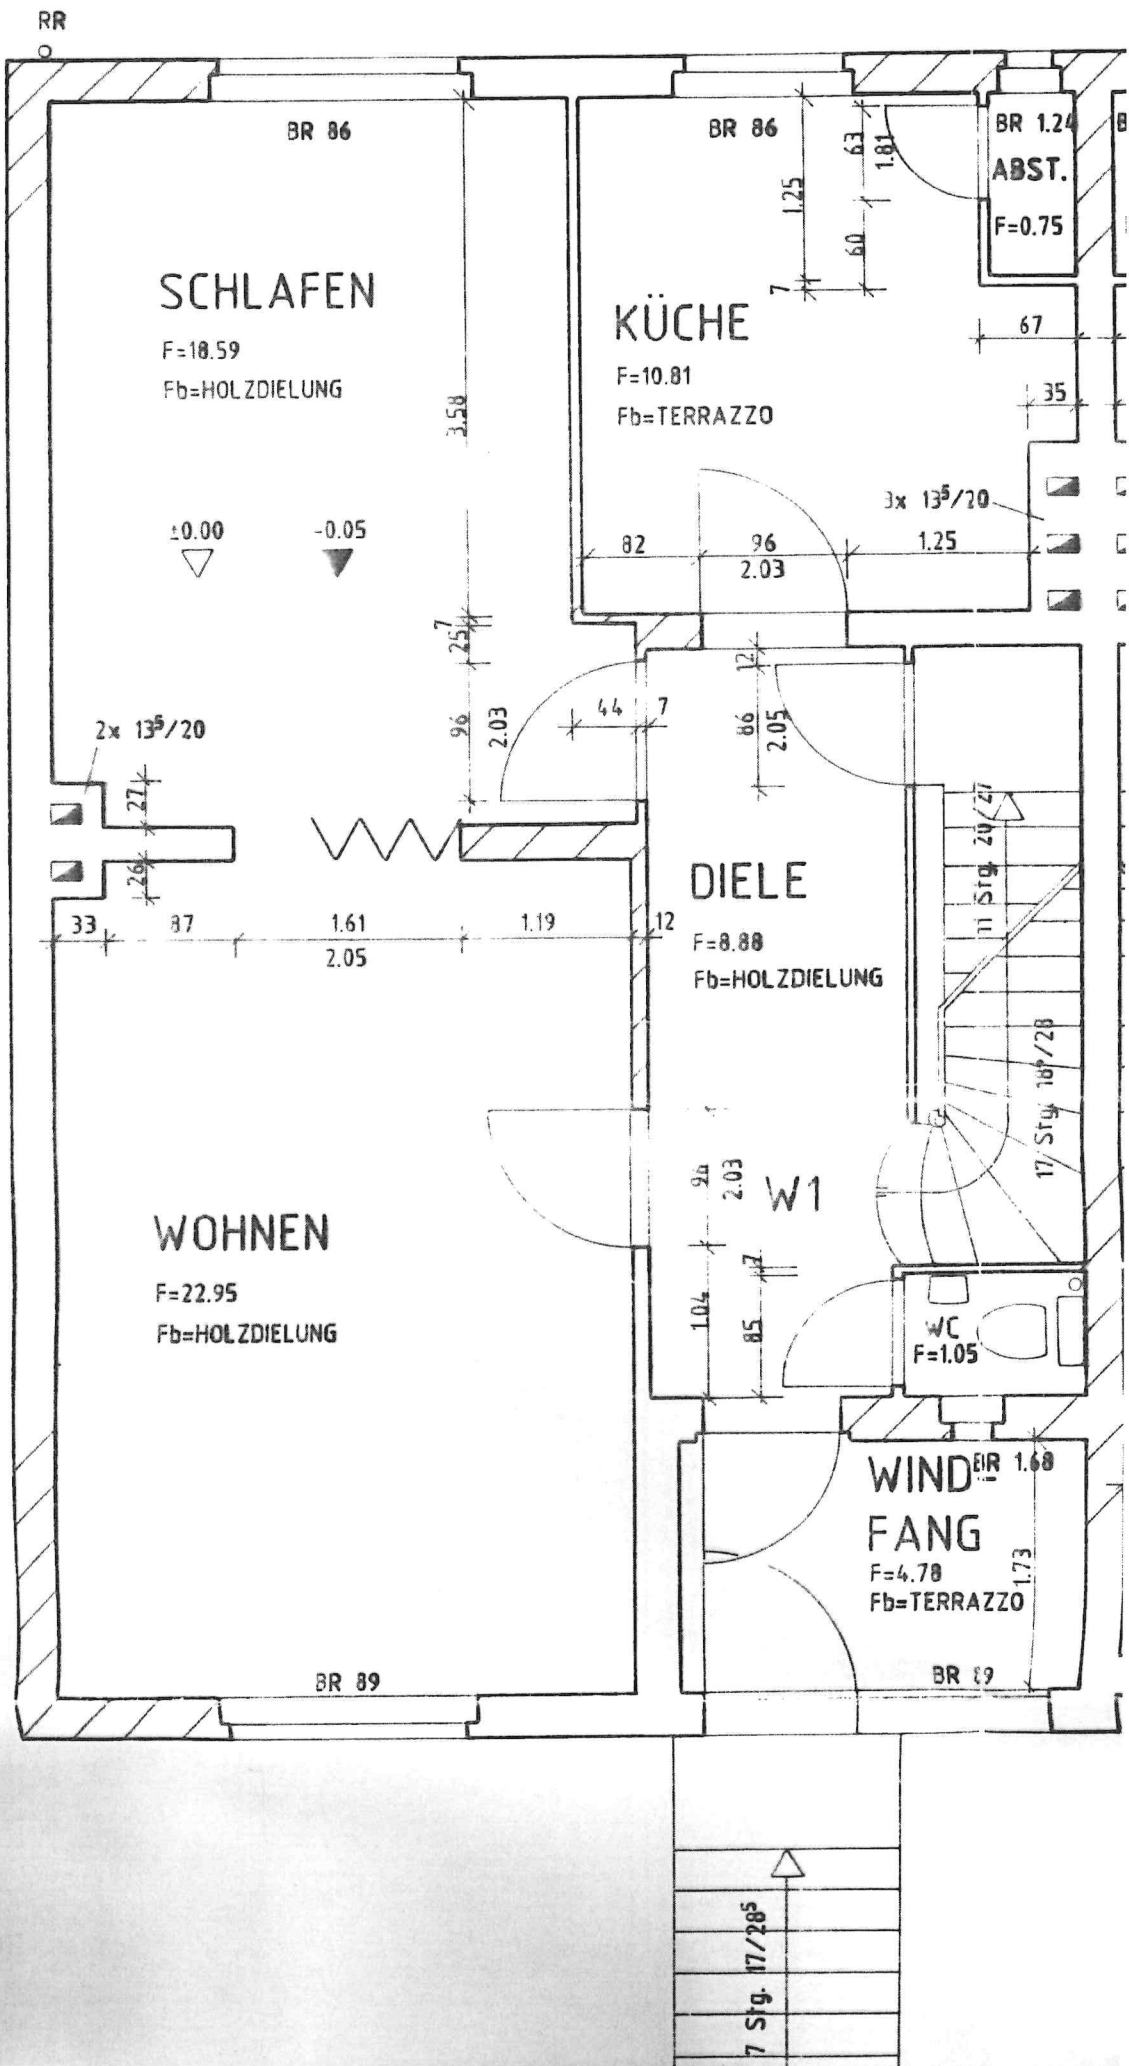 RR
BR 86
BR 86
BR 1.24
ABST.
F=0.75
63
1.81
1.25
60
7
SCHLAFEN
F=18.59
Fb=HOLZDIELUNG
KÜCHE
F=10.81
Fb=TERRAZZO
67
35
3.58
3x 13⁵/20
±0.00
-0.05
82
96
1.25
2.03
7
25
12
2x 13⁵/20
96
2.03
44
7
86
2.05
27
26
11 Stg. 20/27
DIELE
F=8.88
Fb=HOLZDIELUNG
33
87
1.61
1.19
12
2.05
17 Stg.
2.03
W1
WOHNEN
F=22.95
Fb=HOLZDIELUNG
7
1.04
85
WC
F=1.05
BR 1.68
WIND-
FANG
F=4.78
Fb=TERRAZZO
1.73
BR 89
BR 89
7 Stg. 17/28⁵